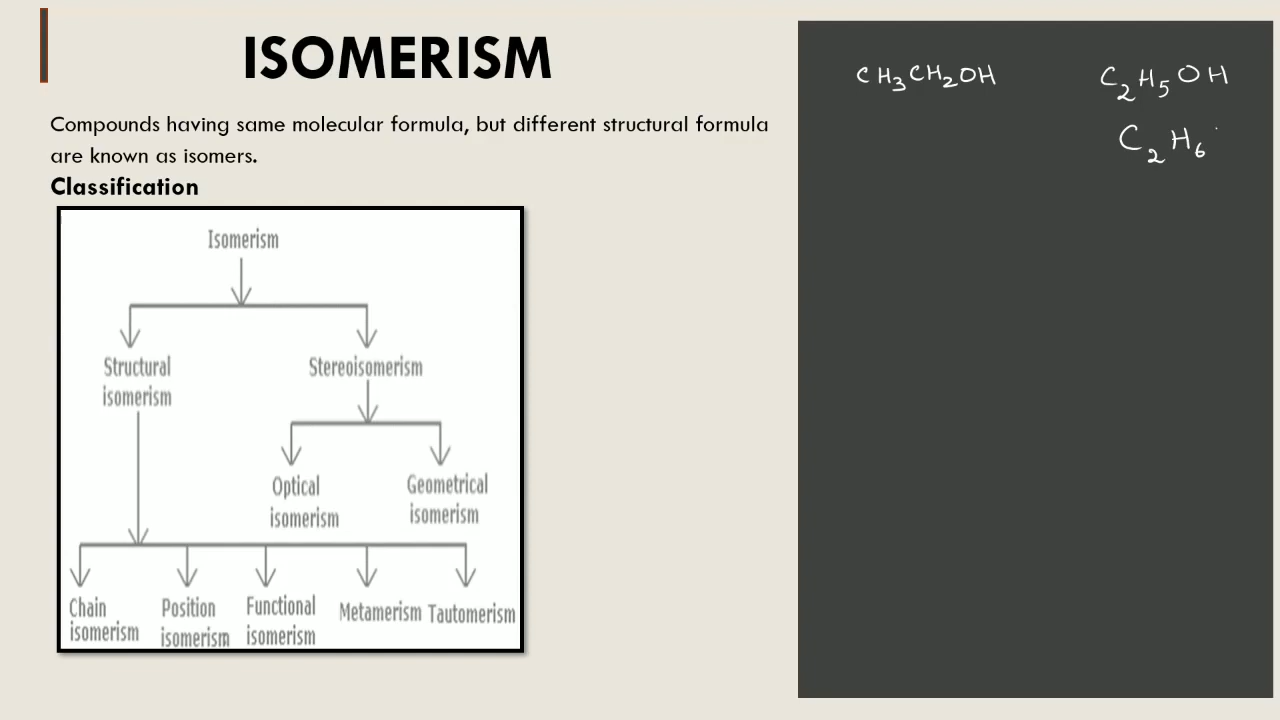 ISOMERISM
Compounds having same molecular formula, but different structural formula
are known as isomers.
Classification
Isomerism
Structural
isomerism
Stereoisomerism
Optical
isomerism
Geometrical
isomerism
Chain
isomerism
Position
isomerism
Functional
isomerism
Metamerism
Tautomerism
CH₃CH₂OH
C₂H₅OH
C₂H₆